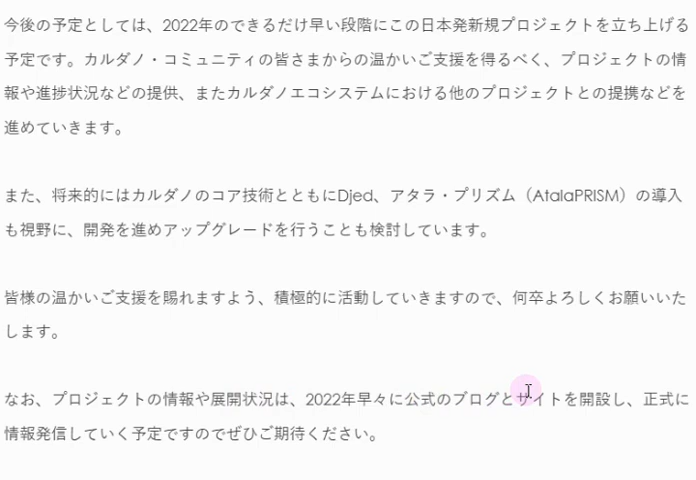 今後の予定としては、2022年のできるだけ早い段階にこの日本発新規プロジェクトを立ち上げる
予定です。カルダノ・コミュニティの皆さまからの温かいご支援を得るべく、プロジェクトの情
報や進捗状況などの提供、またカルダノエコシステムにおける他のプロジェクトとの提携などを
進めていきます。
また、将来的にはカルダノのコア技術とともにDjed、アタラ・プリズム（AtalaPRISM）の導入
も視野に、開発を進めアップグレードを行うことも検討しています。
皆様の温かいご支援を賜れますよう、積極的に活動していきますので、何卒よろしくお願いいた
します。
なお、プロジェクトの情報や展開状況は、2022年早々に公式のブログとサイトを開設し、正式に
情報発信していく予定ですのでぜひご期待ください。